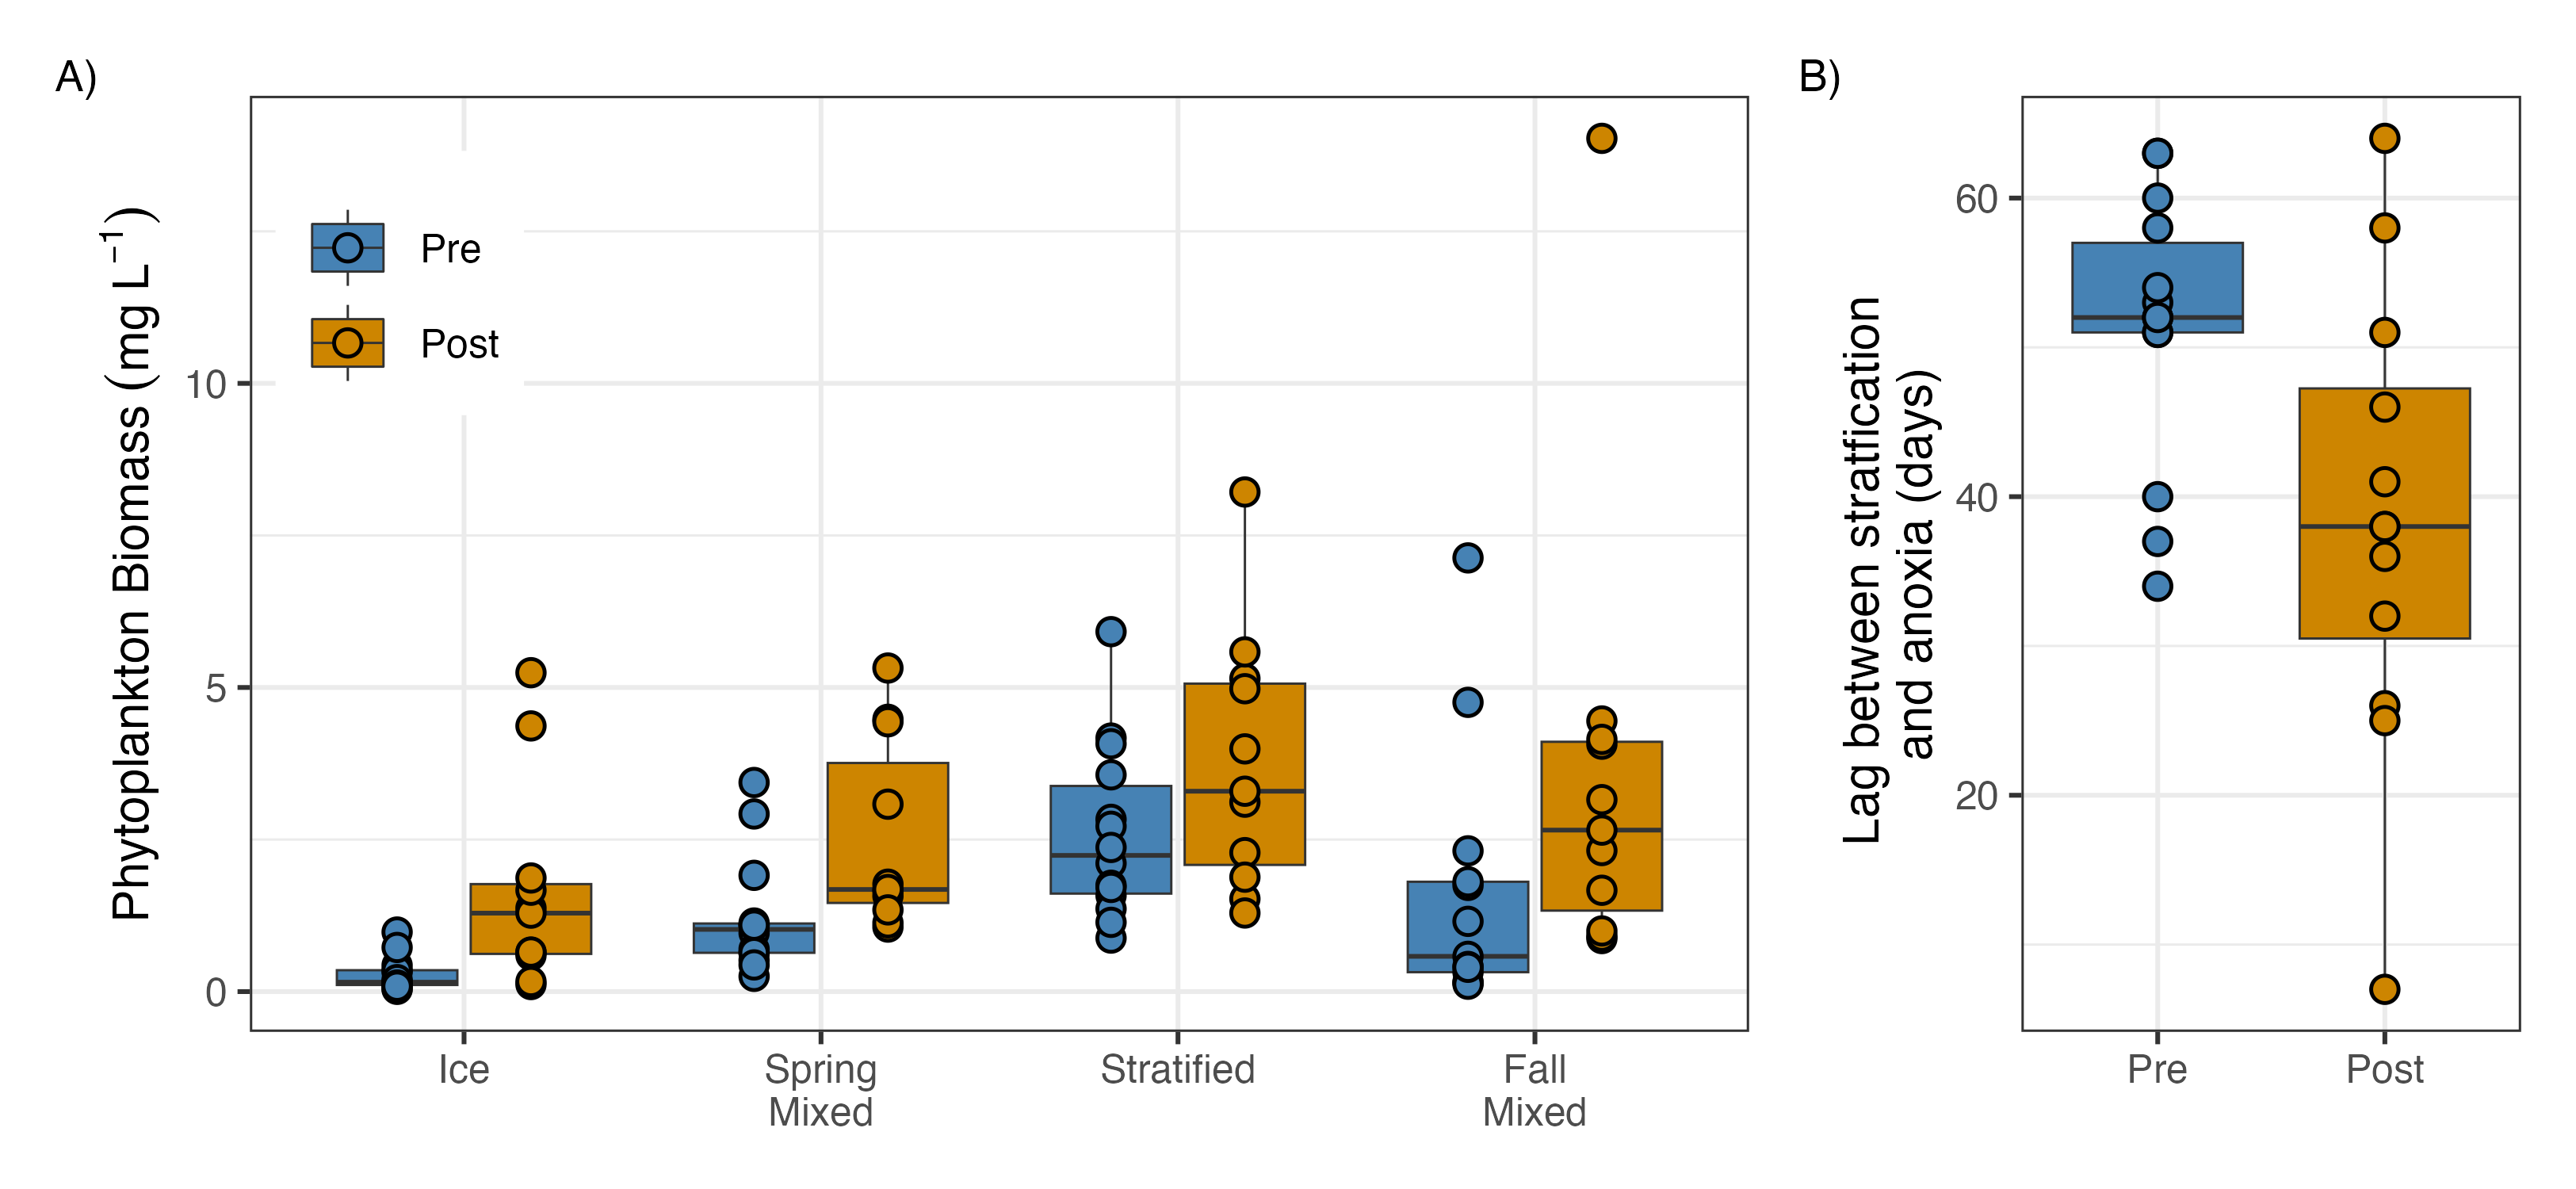 A)
Phytoplankton Biomass (mg L⁻¹)
10
5
0
Pre
Post
Ice
Spring
Mixed
Stratified
Fall
Mixed
B)
Lag between stratification
and anoxia (days)
60
40
20
Pre
Post